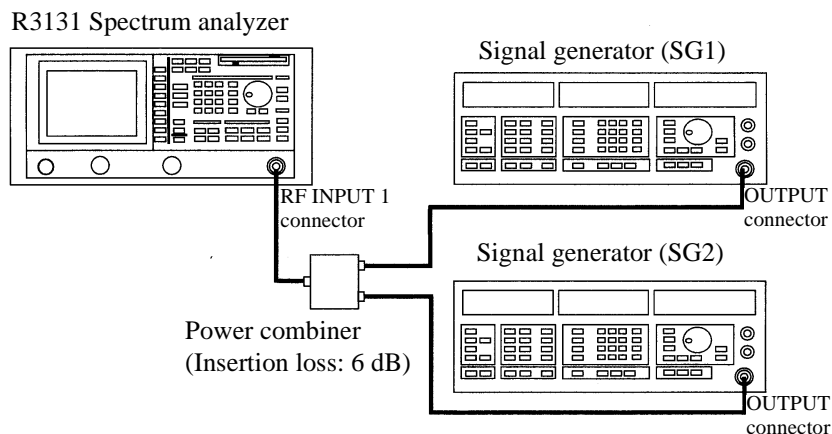 R3131 Spectrum analyzer
Signal generator (SG1)
RF INPUT 1
connector
OUTPUT
connector
Signal generator (SG2)
Power combiner
(Insertion loss: 6 dB)
OUTPUT
connector